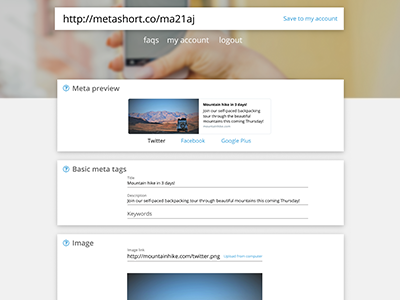 http://metashort.co/ma21aj
Save to my account
faqs my account logout
? Meta preview
Mountain hike in 3 days!
Join our self-paced backpacking
tour through the beautiful
mountains this coming Thursday!
mountainhike.com
Twitter Facebook Google Plus
? Basic meta tags
Title
Mountain hike in 3 days!
Description
Join our self-paced backpacking tour through beautiful mountains this coming Thursday!
Keywords
? Image
Image link
http://mountainhike.com/twitter.png
Upload from computer